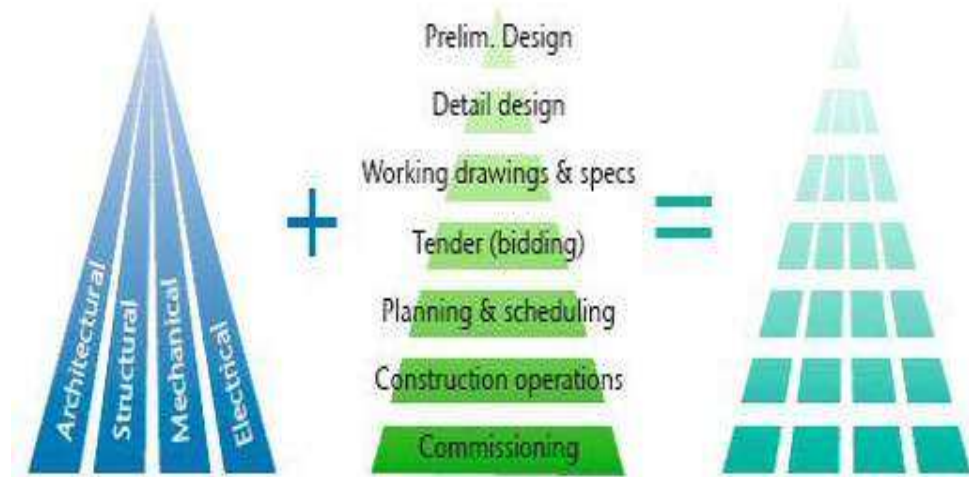 Architectural
Structural
Mechanical
Electrical
+
Prelim. Design
Detail design
Working drawings & specs
Tender (bidding)
Planning & scheduling
Construction operations
Commissioning
=